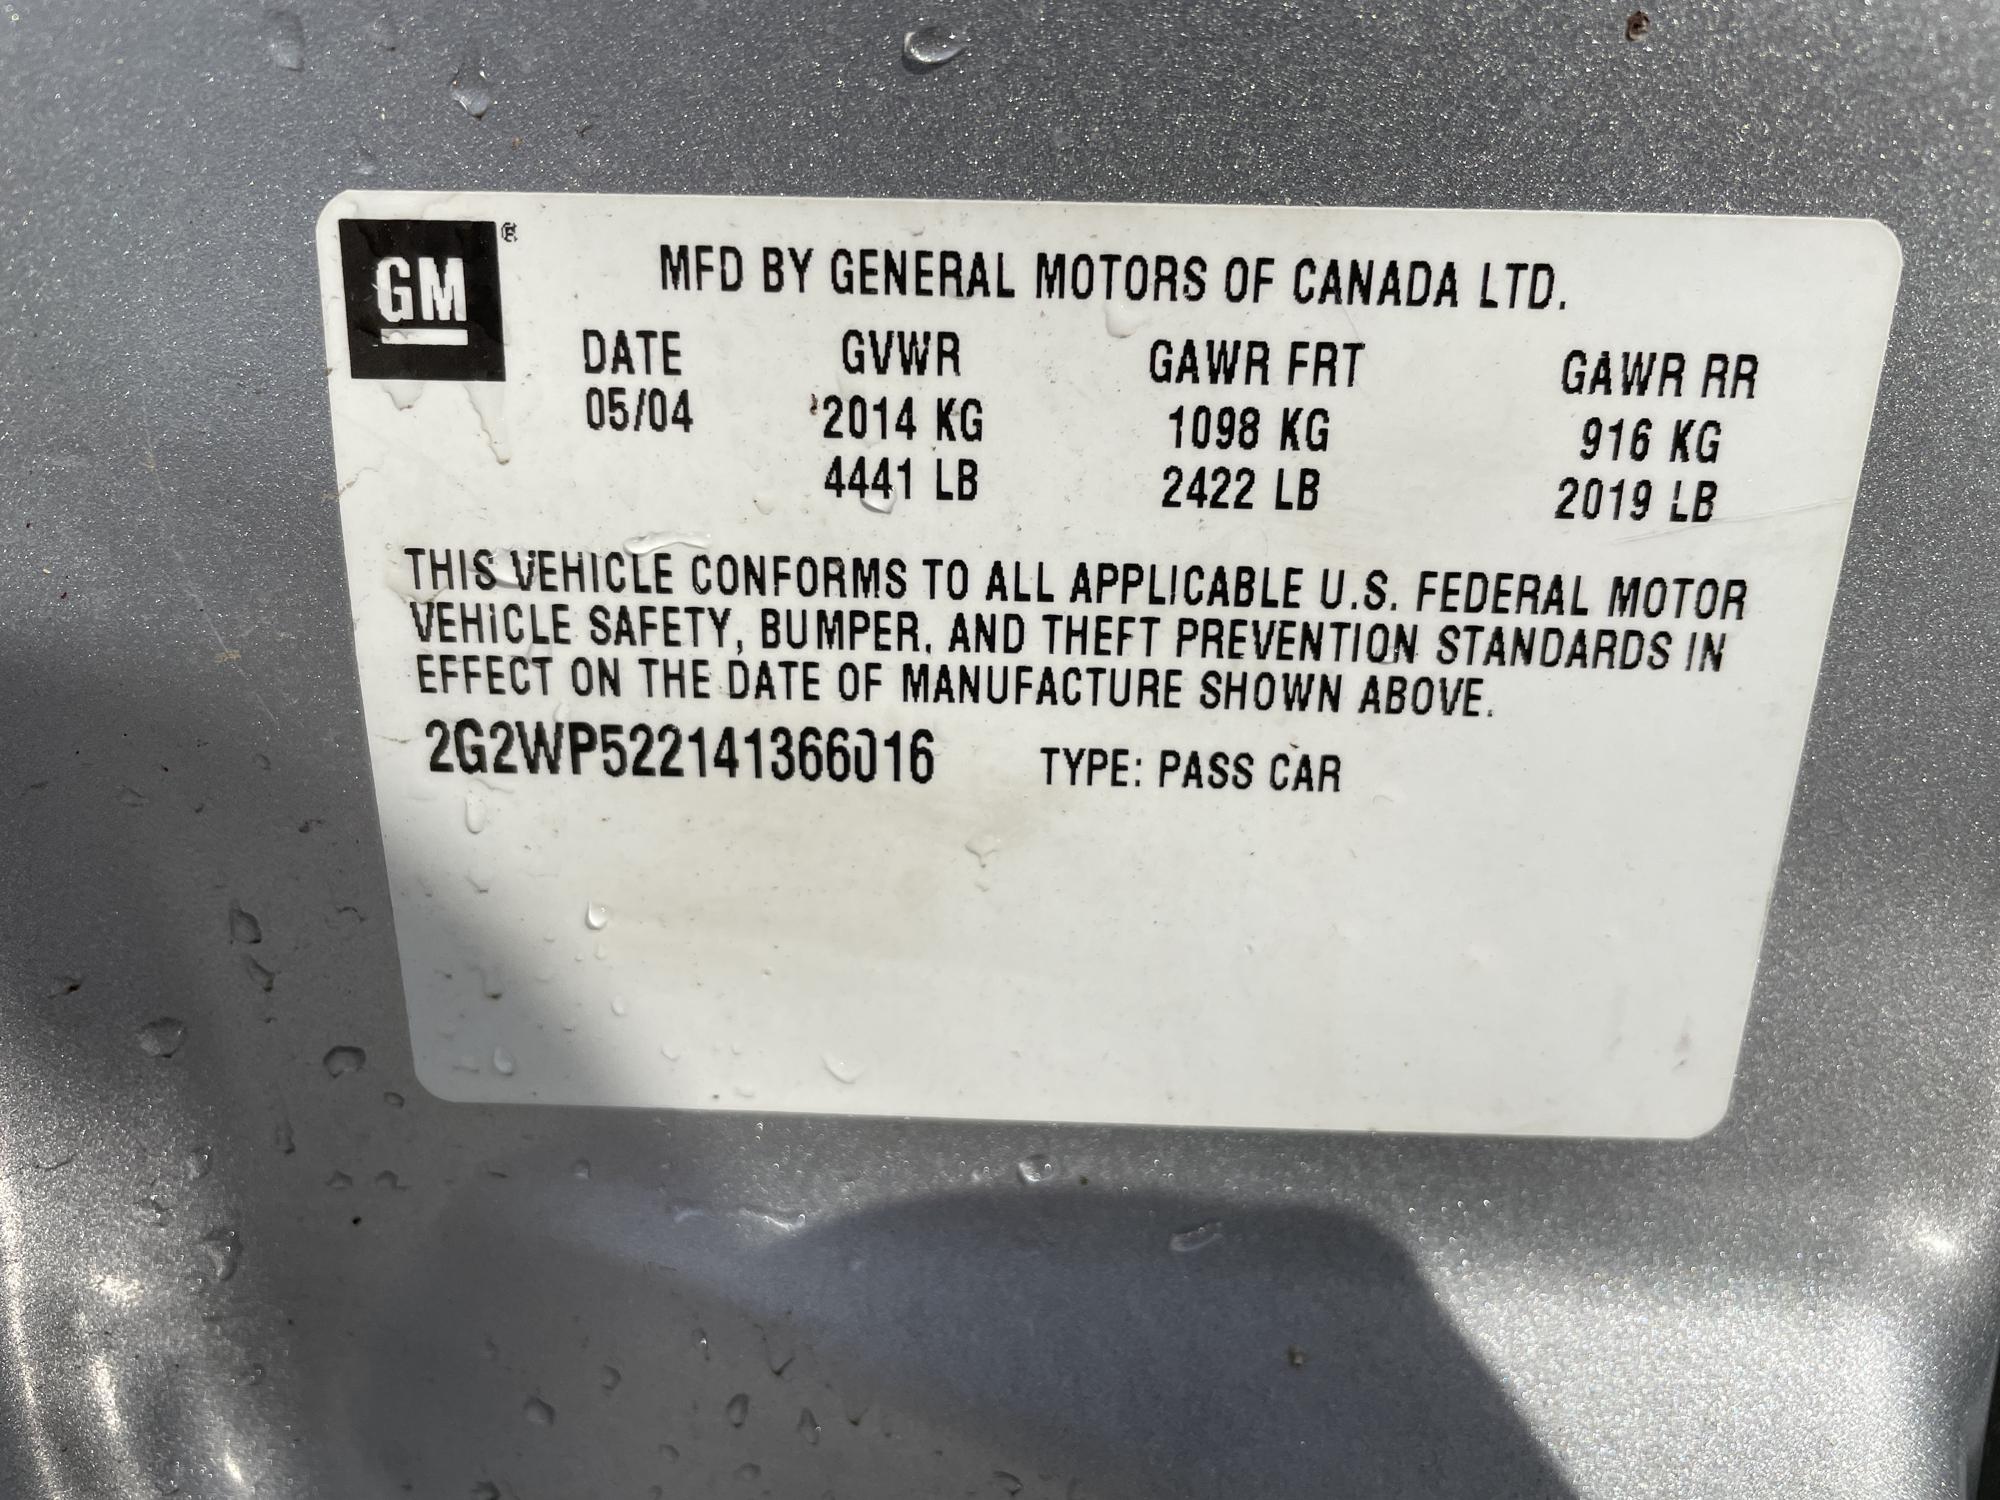 GM ®
MFD BY GENERAL MOTORS OF CANADA LTD.
DATE GVWR GAWR FRT GAWR RR
05/04 2014 KG 1098 KG 916 KG
4441 LB 2422 LB 2019 LB
THIS VEHICLE CONFORMS TO ALL APPLICABLE U.S. FEDERAL MOTOR
VEHICLE SAFETY, BUMPER, AND THEFT PREVENTION STANDARDS IN
EFFECT ON THE DATE OF MANUFACTURE SHOWN ABOVE.
2G2WP522141366016 TYPE: PASS CAR